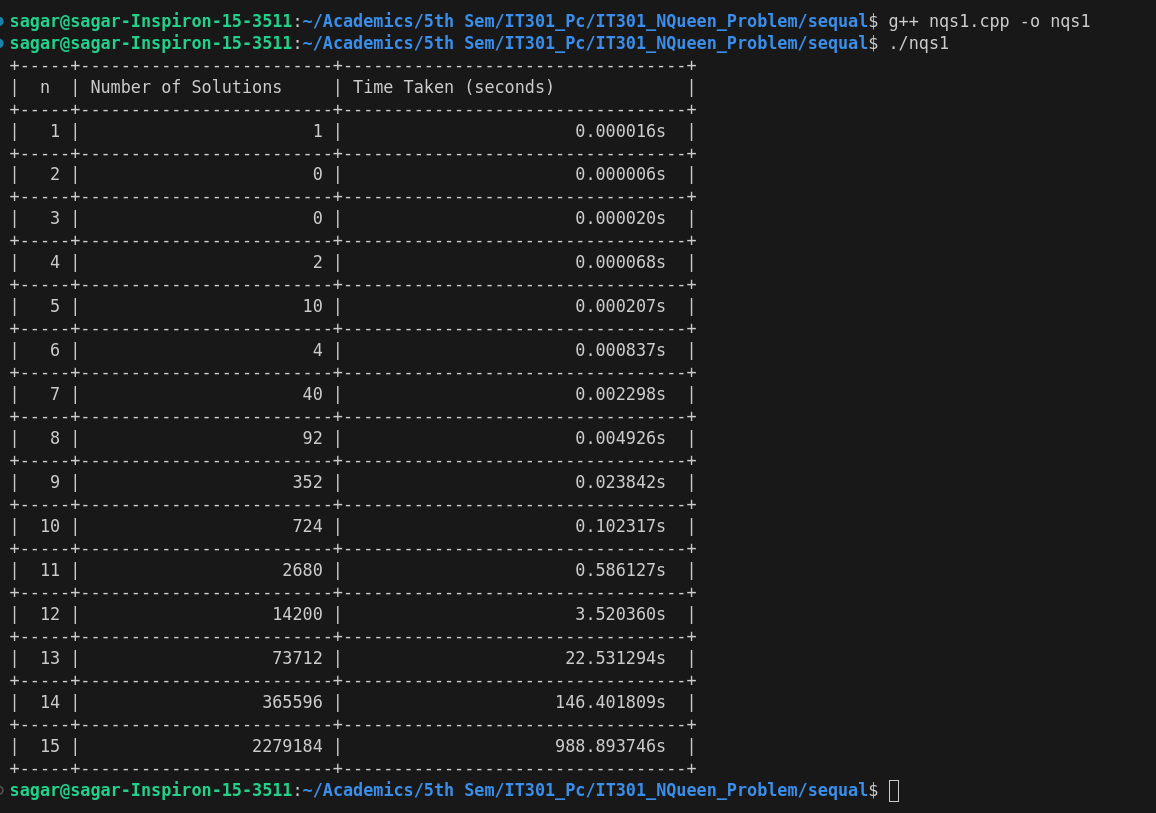 sagar@sagar-Inspiron-15-3511:~/Academics/5th Sem/IT301_Pc/IT301_NQueen_Problem/sequal$ g++ nqs1.cpp -o nqs1
sagar@sagar-Inspiron-15-3511:~/Academics/5th Sem/IT301_Pc/IT301_NQueen_Problem/sequal$ ./nqs1
+-----+-------------------------+----------------------------------+
|  n  | Number of Solutions     | Time Taken (seconds)             |
+-----+-------------------------+----------------------------------+
|   1 |                       1 |                       0.000016s  |
+-----+-------------------------+----------------------------------+
|   2 |                       0 |                       0.000006s  |
+-----+-------------------------+----------------------------------+
|   3 |                       0 |                       0.000020s  |
+-----+-------------------------+----------------------------------+
|   4 |                       2 |                       0.000068s  |
+-----+-------------------------+----------------------------------+
|   5 |                      10 |                       0.000207s  |
+-----+-------------------------+----------------------------------+
|   6 |                       4 |                       0.000837s  |
+-----+-------------------------+----------------------------------+
|   7 |                      40 |                       0.002298s  |
+-----+-------------------------+----------------------------------+
|   8 |                      92 |                       0.004926s  |
+-----+-------------------------+----------------------------------+
|   9 |                     352 |                       0.023842s  |
+-----+-------------------------+----------------------------------+
|  10 |                     724 |                       0.102317s  |
+-----+-------------------------+----------------------------------+
|  11 |                    2680 |                       0.586127s  |
+-----+-------------------------+----------------------------------+
|  12 |                   14200 |                       3.520360s  |
+-----+-------------------------+----------------------------------+
|  13 |                   73712 |                      22.531294s  |
+-----+-------------------------+----------------------------------+
|  14 |                  365596 |                     146.401809s  |
+-----+-------------------------+----------------------------------+
|  15 |                 2279184 |                     988.893746s  |
+-----+-------------------------+----------------------------------+
sagar@sagar-Inspiron-15-3511:~/Academics/5th Sem/IT301_Pc/IT301_NQueen_Problem/sequal$